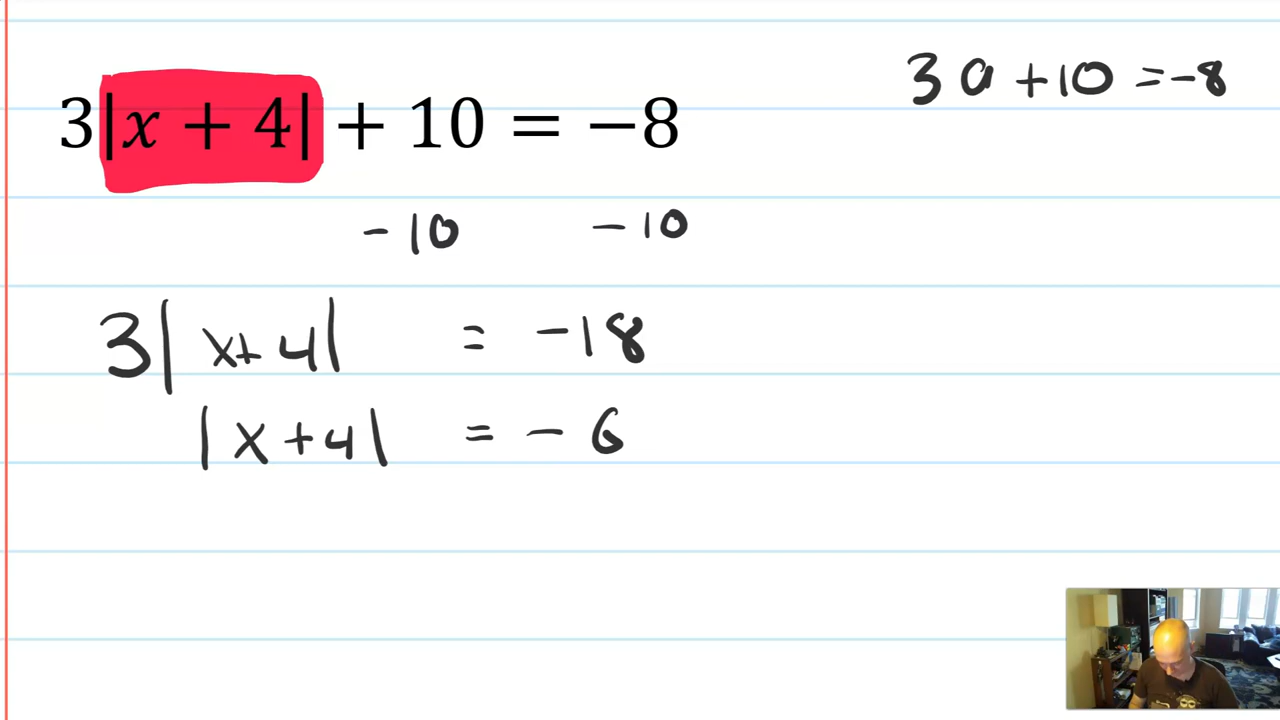 3|x + 4| + 10 = −8
3a + 10 = -8
-10 -10
3|x+4| = -18
|x+4| = -6